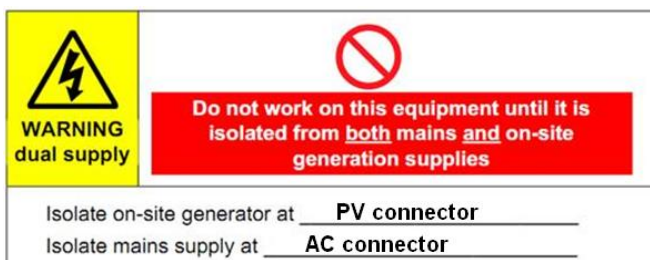 WARNING
dual supply
Do not work on this equipment until it is
isolated from both mains and on-site
generation supplies
Isolate on-site generator at PV connector
Isolate mains supply at AC connector